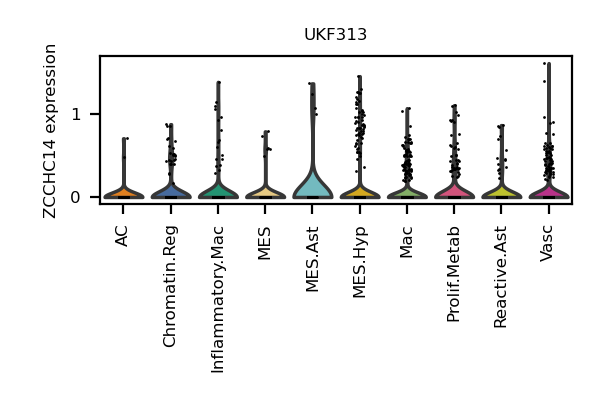 UKF313
ZCCHC14 expression
1
0
AC
Chromatin.Reg
Inflammatory.Mac
MES
MES.Ast
MES.Hyp
Mac
Prolif.Metab
Reactive.Ast
Vasc